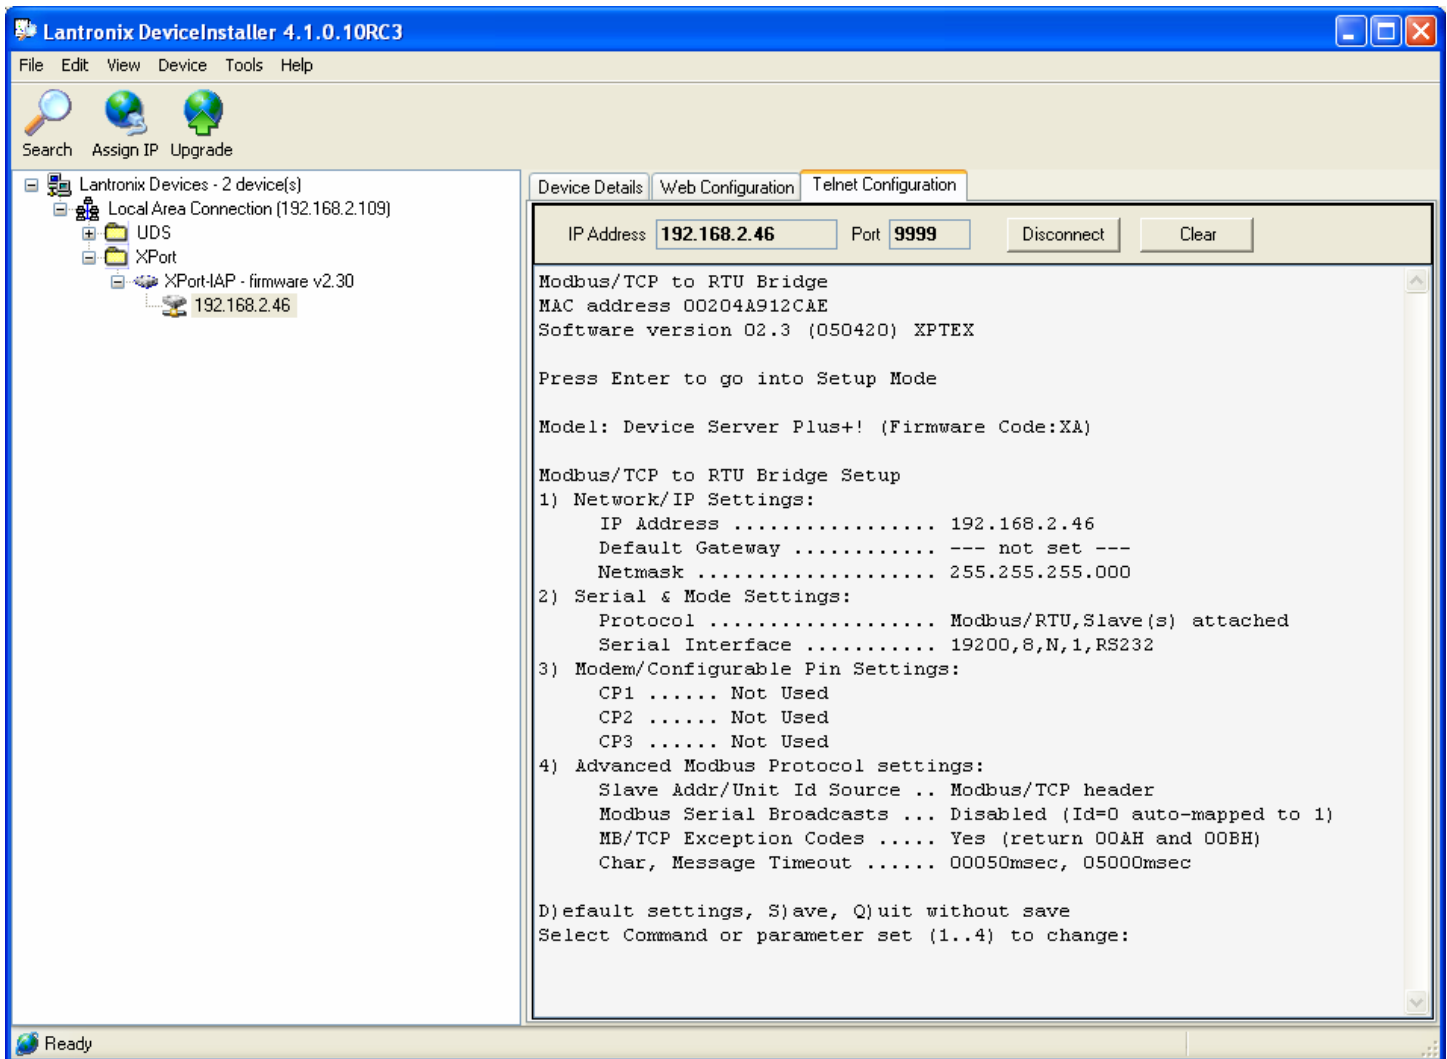 Lantronix DeviceInstaller 4.1.0.10RC3
File Edit View Device Tools Help
Search Assign IP Upgrade
Lantronix Devices - 2 device(s)
Local Area Connection (192.168.2.109)
UDS
XPort
XPort-IAP - firmware v2.30
192.168.2.46
Device Details Web Configuration Telnet Configuration
IP Address 192.168.2.46 Port 9999 Disconnect Clear
Modbus/TCP to RTU Bridge
MAC address 00204A912CAE
Software version 02.3 (050420) XPTEX
Press Enter to go into Setup Mode
Model: Device Server Plus+! (Firmware Code:XA)
Modbus/TCP to RTU Bridge Setup
1) Network/IP Settings:
IP Address ................. 192.168.2.46
Default Gateway ............ --- not set ---
Netmask .................... 255.255.255.000
2) Serial & Mode Settings:
Protocol ................... Modbus/RTU,Slave(s) attached
Serial Interface ........... 19200,8,N,1,RS232
3) Modem/Configurable Pin Settings:
CP1 ...... Not Used
CP2 ...... Not Used
CP3 ...... Not Used
4) Advanced Modbus Protocol settings:
Slave Addr/Unit Id Source .. Modbus/TCP header
Modbus Serial Broadcasts ... Disabled (Id=0 auto-mapped to 1)
MB/TCP Exception Codes ..... Yes (return 00AH and 00BH)
Char, Message Timeout ...... 00050msec, 05000msec
D)efault settings, S)ave, Q)uit without save
Select Command or parameter set (1..4) to change:
Ready